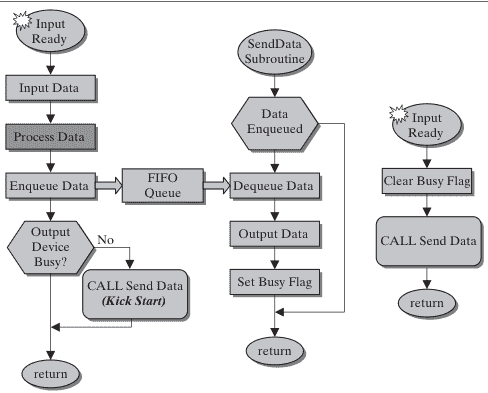 Input
Ready
Input Data
Process Data
Enqueue Data
FIFO
Queue
Output
Device
Busy?
No
CALL Send Data
(Kick Start)
return
SendData
Subroutine
Data
Enqueued
Dequeue Data
Output Data
Set Busy Flag
return
Input
Ready
Clear Busy Flag
CALL Send Data
return